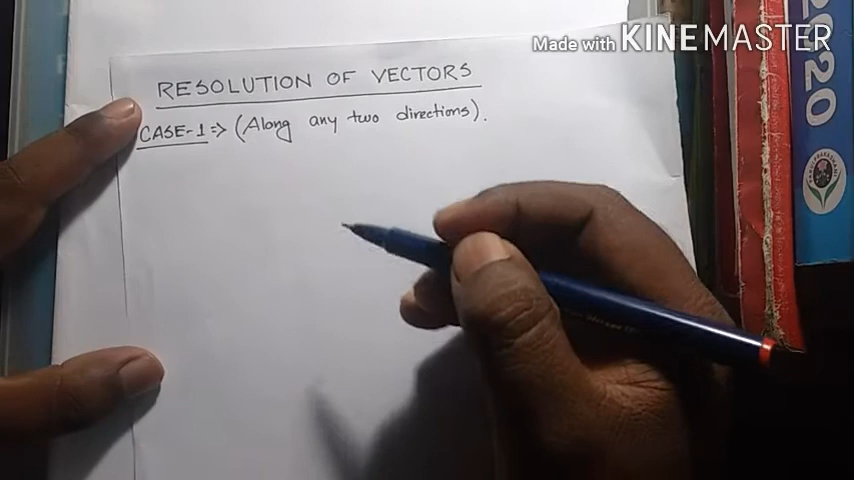 Made with KINEMASTER
RESOLUTION OF VECTORS
CASE-1 => (Along any two directions).
2020